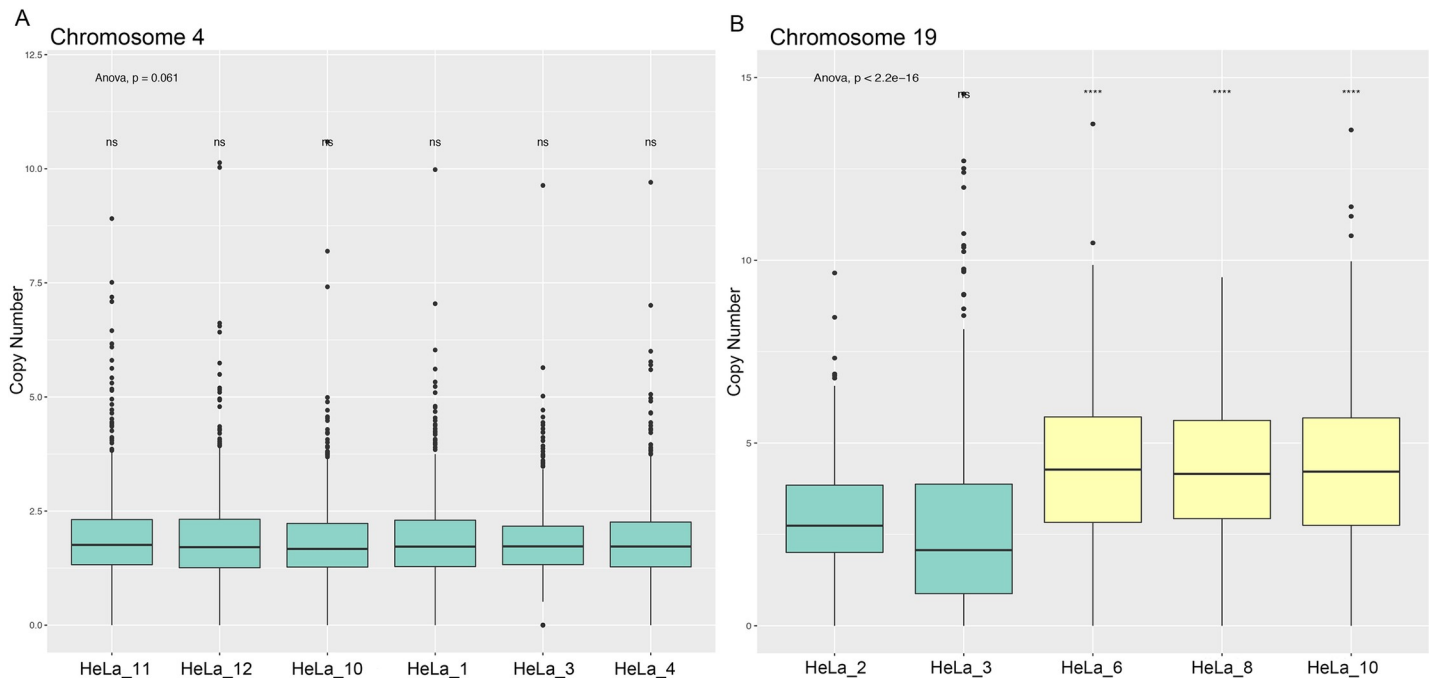 A
Chromosome 4
12.5
Anova, p = 0.061
ns ns ns ns ns ns
10.0
7.5
5.0
2.5
0.0
Copy Number
HeLa_11 HeLa_12 HeLa_10 HeLa_1 HeLa_3 HeLa_4
B
Chromosome 19
15
Anova, p < 2.2e−16
ns **** **** ****
10
5
0
Copy Number
HeLa_2 HeLa_3 HeLa_6 HeLa_8 HeLa_10